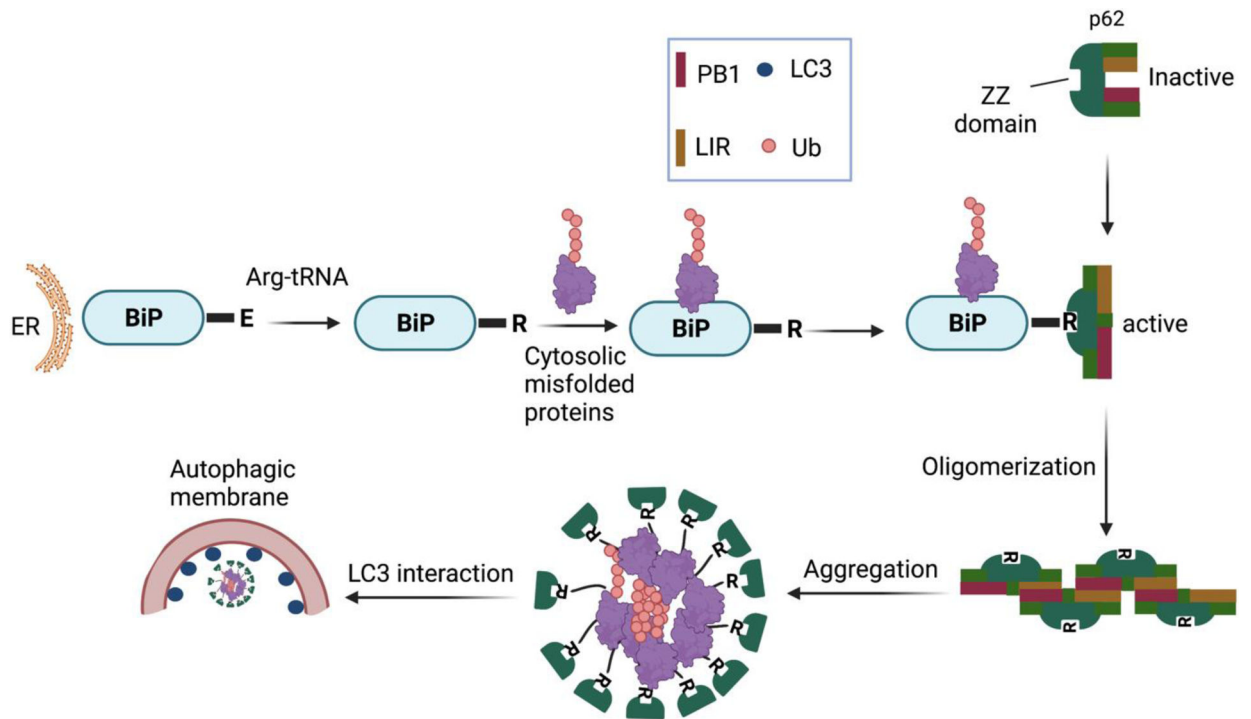 p62
PB1
LC3
LIR
Ub
ZZ
domain
Inactive
ER
BiP
E
Arg-tRNA
BiP
R
Cytosolic
misfolded
proteins
BiP
R
BiP
R
active
Oligomerization
R
R
R
R
Aggregation
R
R
R
R
R
R
R
R
R
R
R
R
LC3 interaction
Autophagic
membrane